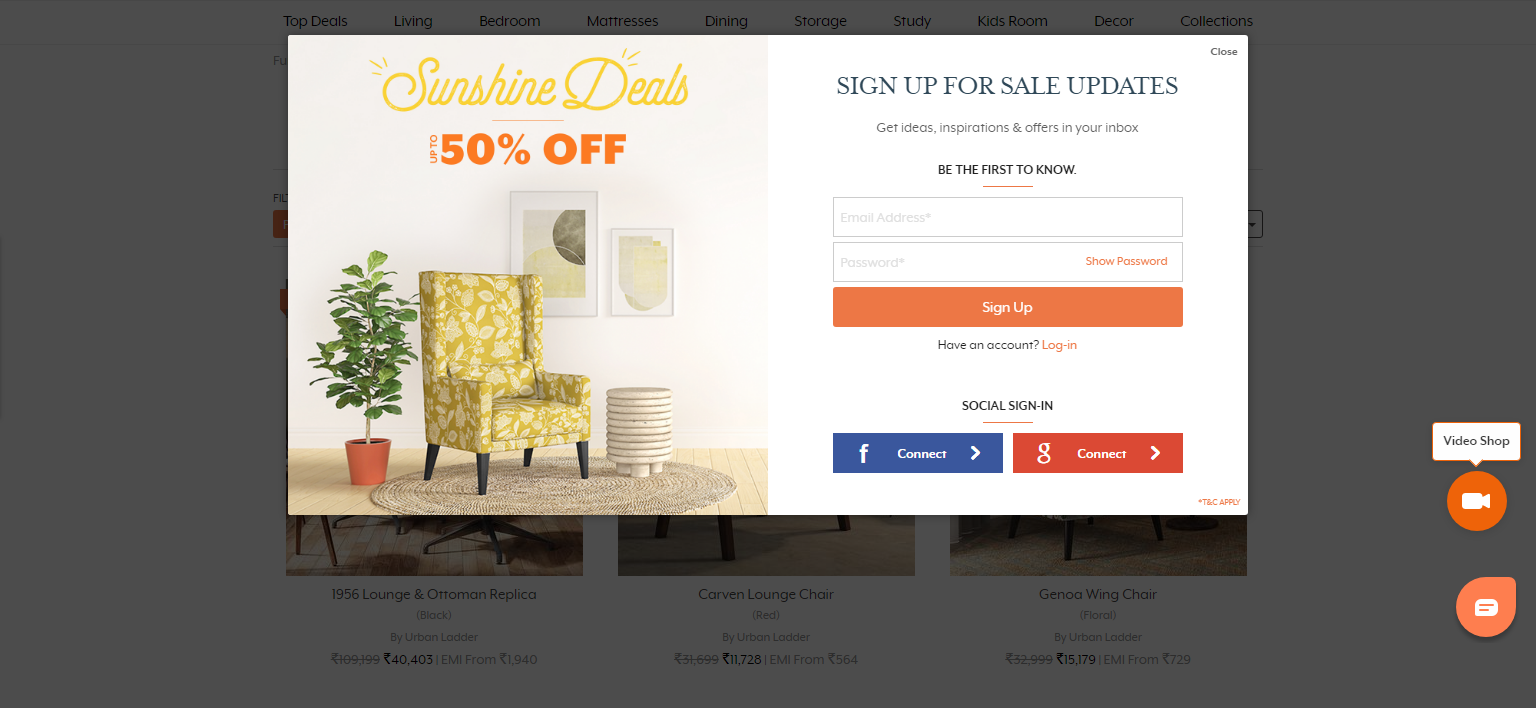 Top Deals Living Bedroom Mattresses Dining Storage Study Kids Room Decor Collections
Close
Sunshine Deals
UP TO 50% OFF
SIGN UP FOR SALE UPDATES
Get ideas, inspirations & offers in your inbox
BE THE FIRST TO KNOW.
Email Address*
Password*
Show Password
Sign Up
Have an account? Log-in
SOCIAL SIGN-IN
f Connect
g Connect
*T&C APPLY
Video Shop
1956 Lounge & Ottoman Replica
(Black)
By Urban Ladder
₹109,199 ₹40,403 | EMI From ₹1,940
Carven Lounge Chair
(Red)
By Urban Ladder
₹31,699 ₹11,728 | EMI From ₹564
Genoa Wing Chair
(Floral)
By Urban Ladder
₹32,999 ₹15,179 | EMI From ₹729